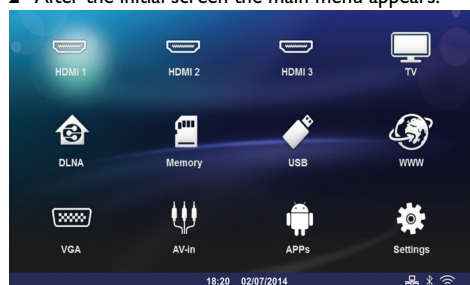 2 After the initial screen the main menu appears.
HDMI 1 HDMI 2 HDMI 3 TV
DLNA Memory USB WWW
VGA AV-in APPs Settings
18:20 02/07/2014